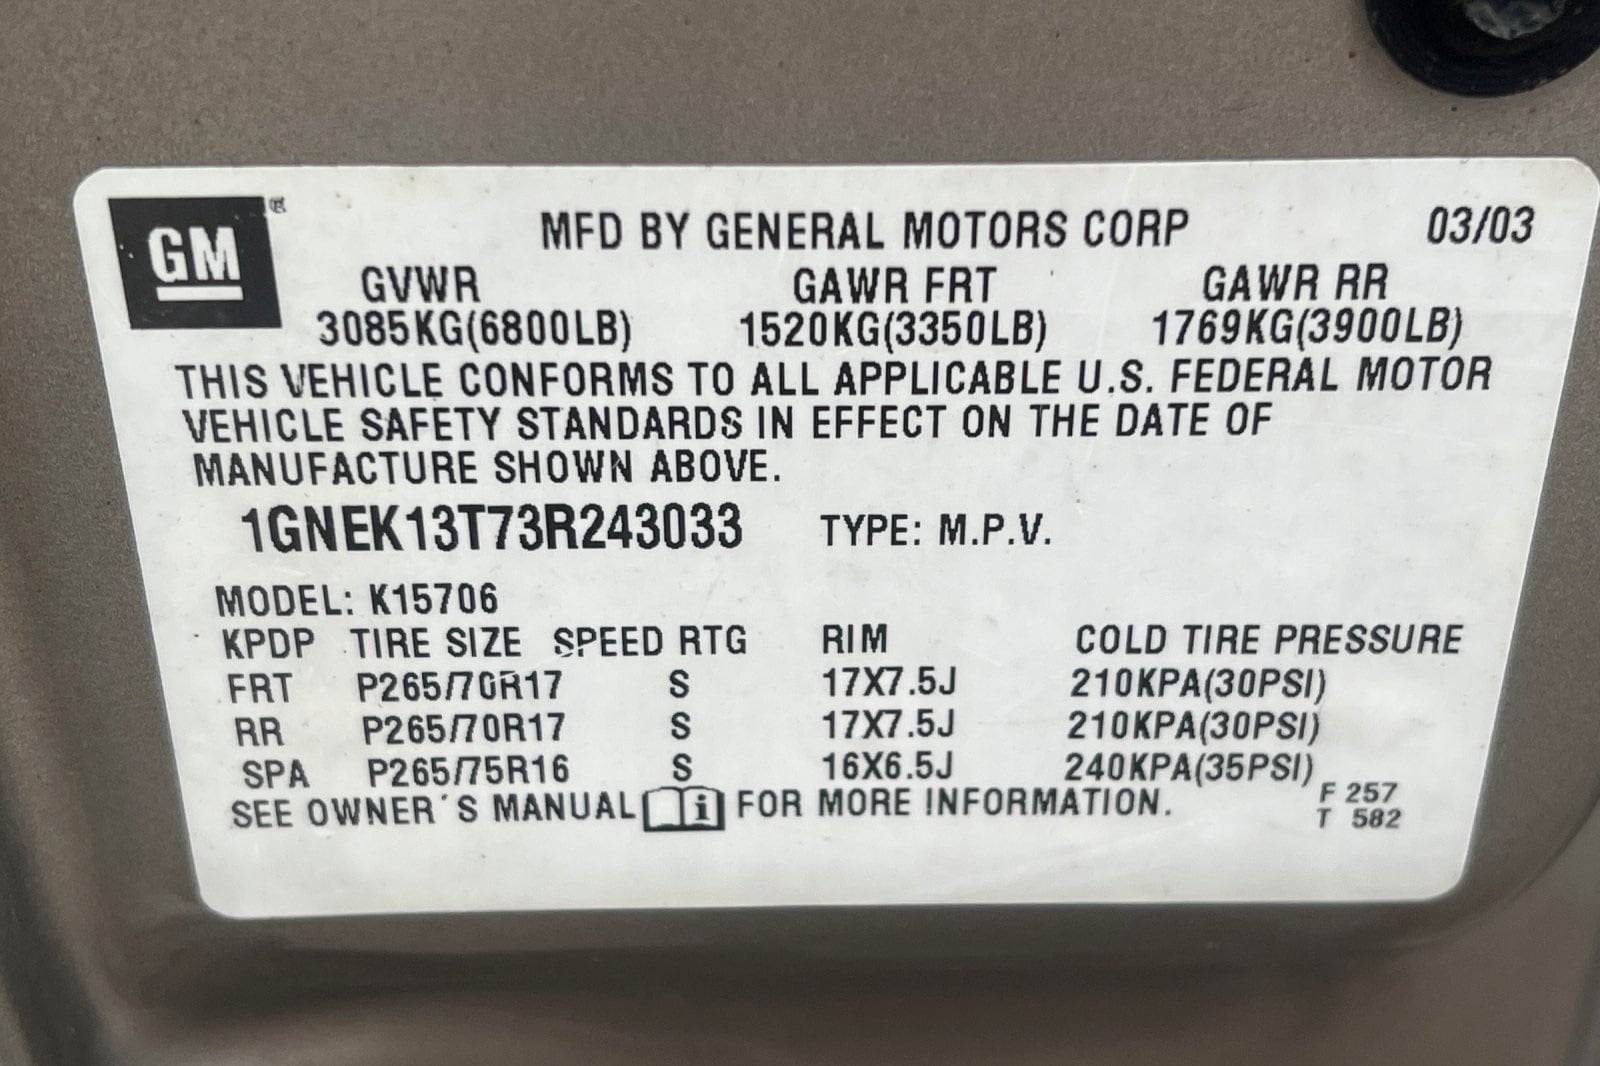 GM ®
MFD BY GENERAL MOTORS CORP 03/03
GVWR GAWR FRT GAWR RR
3085KG(6800LB) 1520KG(3350LB) 1769KG(3900LB)
THIS VEHICLE CONFORMS TO ALL APPLICABLE U.S. FEDERAL MOTOR
VEHICLE SAFETY STANDARDS IN EFFECT ON THE DATE OF
MANUFACTURE SHOWN ABOVE.
1GNEK13T73R243033 TYPE: M.P.V.
MODEL: K15706
KPDP TIRE SIZE SPEED RTG RIM COLD TIRE PRESSURE
FRT P265/70R17 S 17X7.5J 210KPA(30PSI)
RR P265/70R17 S 17X7.5J 210KPA(30PSI)
SPA P265/75R16 S 16X6.5J 240KPA(35PSI)
SEE OWNER'S MANUAL i FOR MORE INFORMATION.
F 257
T 582